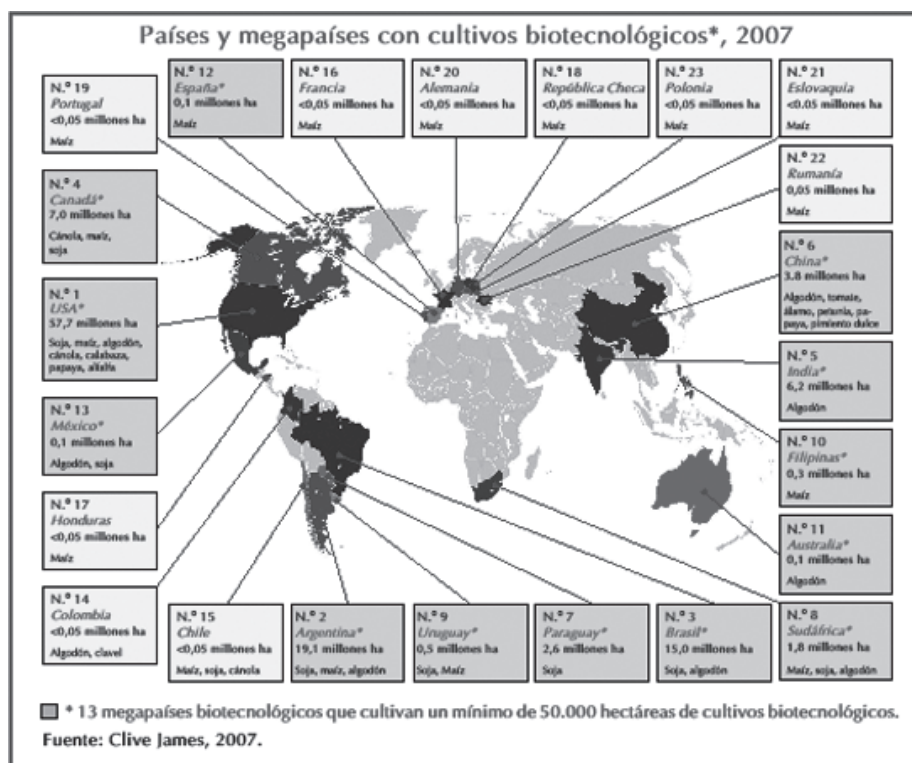 Países y megapaíses con cultivos biotecnológicos*, 2007
N.º 19
Portugal
<0,05 millones ha
Maíz
N.º 12
España*
0,1 millones ha
Maíz
N.º 16
Francia
<0,05 millones ha
Maíz
N.º 20
Alemania
<0,05 millones ha
Maíz
N.º 18
República Checa
<0,05 millones ha
Maíz
N.º 23
Polonia
<0,05 millones ha
Maíz
N.º 21
Eslovaquia
<0.05 millones ha
Maíz
N.º 22
Rumanía
0,05 millones ha
Maíz
N.º 4
Canadá*
7,0 millones ha
Cánola, maíz,
soja
N.º 6
China*
3,8 millones ha
Algodón, tomate,
álamo, petunia, pa-
paya, pimiento dulce
N.º 1
USA*
57,7 millones ha
Soja, maíz, algodón,
cánola, calabaza,
papaya, alfalfa
N.º 5
India*
6,2 millones ha
Algodón
N.º 13
México*
0,1 millones ha
Algodón, soja
N.º 10
Filipinas*
0,3 millones ha
Maíz
N.º 17
Honduras
<0,05 millones ha
Maíz
N.º 11
Australia*
0,1 millones ha
Algodón
N.º 14
Colombia
<0,05 millones ha
Algodón, clavel
N.º 15
Chile
<0,05 millones ha
Maíz, soja, cánola
N.º 2
Argentina*
19,1 millones ha
Soja, maíz, algodón
N.º 9
Uruguay*
0,5 millones ha
Soja, Maíz
N.º 7
Paraguay*
2,6 millones ha
Soja
N.º 3
Brasil*
15,0 millones ha
Soja, algodón
N.º 8
Sudáfrica*
1,8 millones ha
Maíz, soja, algodón
* 13 megapaíses biotecnológicos que cultivan un mínimo de 50.000 hectáreas de cultivos biotecnológicos.
Fuente: Clive James, 2007.